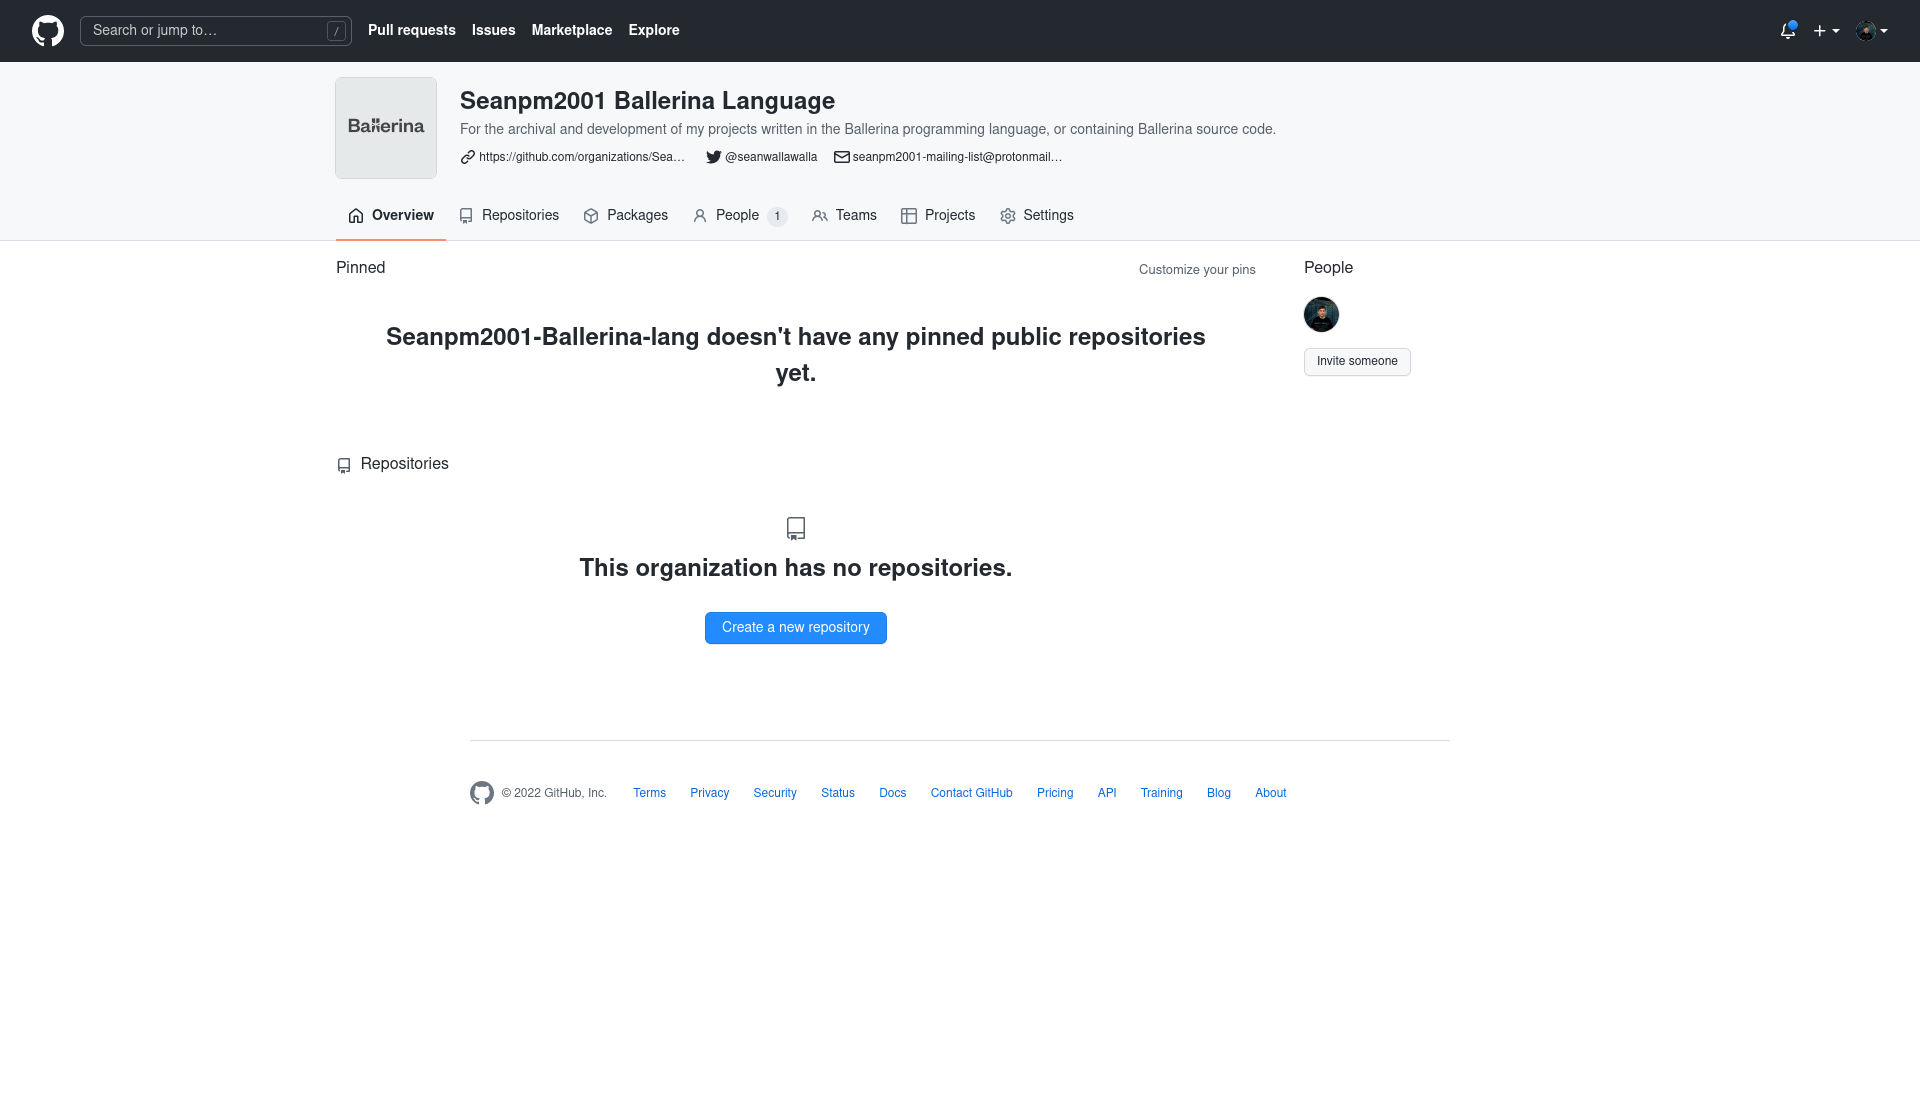 Search or jump to…
/
Pull requests
Issues
Marketplace
Explore
Ballerina
Seanpm2001 Ballerina Language
For the archival and development of my projects written in the Ballerina programming language, or containing Ballerina source code.
https://github.com/organizations/Sea…
@seanwallawalla
seanpm2001-mailing-list@protonmail…
Overview
Repositories
Packages
People 1
Teams
Projects
Settings
Pinned
Customize your pins
Seanpm2001-Ballerina-lang doesn't have any pinned public repositories
yet.
People
Invite someone
Repositories
This organization has no repositories.
Create a new repository
© 2022 GitHub, Inc.
Terms
Privacy
Security
Status
Docs
Contact GitHub
Pricing
API
Training
Blog
About